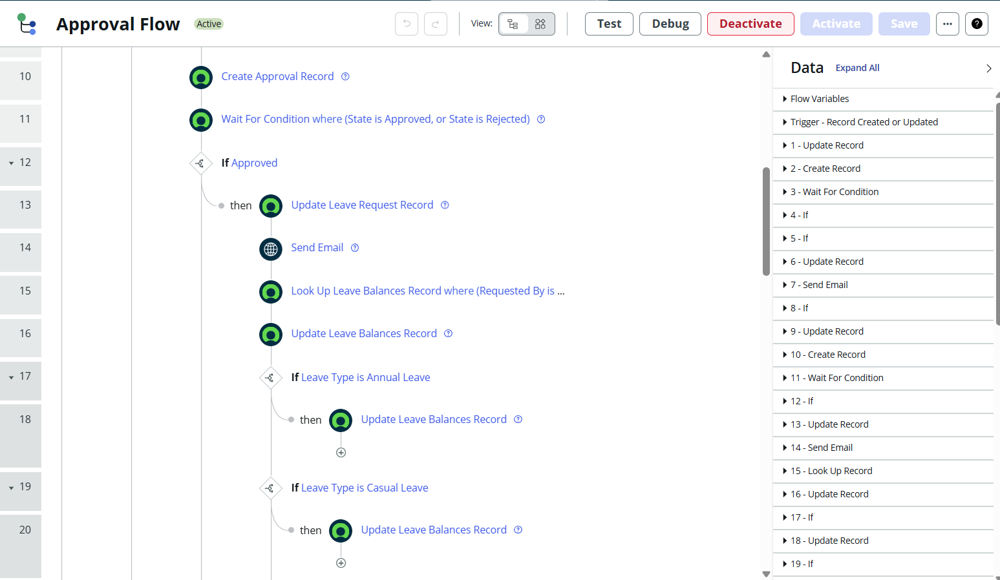 Approval Flow Active View: Test Debug Deactivate Activate Save
Data Expand All
10 Create Approval Record
11 Wait For Condition where (State is Approved, or State is Rejected)
12 If Approved
13 then Update Leave Request Record
14 Send Email
15 Look Up Leave Balances Record where (Requested By is ...
16 Update Leave Balances Record
17 If Leave Type is Annual Leave
18 then Update Leave Balances Record
19 If Leave Type is Casual Leave
20 then Update Leave Balances Record
Flow Variables
Trigger - Record Created or Updated
1 - Update Record
2 - Create Record
3 - Wait For Condition
4 - If
5 - If
6 - Update Record
7 - Send Email
8 - If
9 - Update Record
10 - Create Record
11 - Wait For Condition
12 - If
13 - Update Record
14 - Send Email
15 - Look Up Record
16 - Update Record
17 - If
18 - Update Record
19 - If